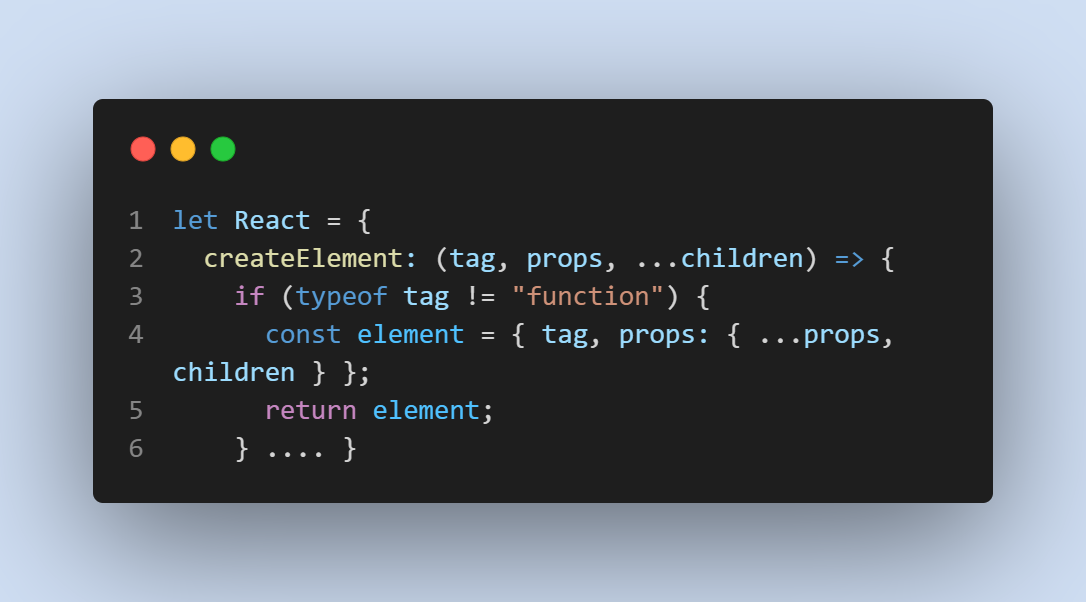 1 let React = {
2   createElement: (tag, props, ...children) => {
3     if (typeof tag != "function") {
4       const element = { tag, props: { ...props,
children } };
5       return element;
6     } .... }